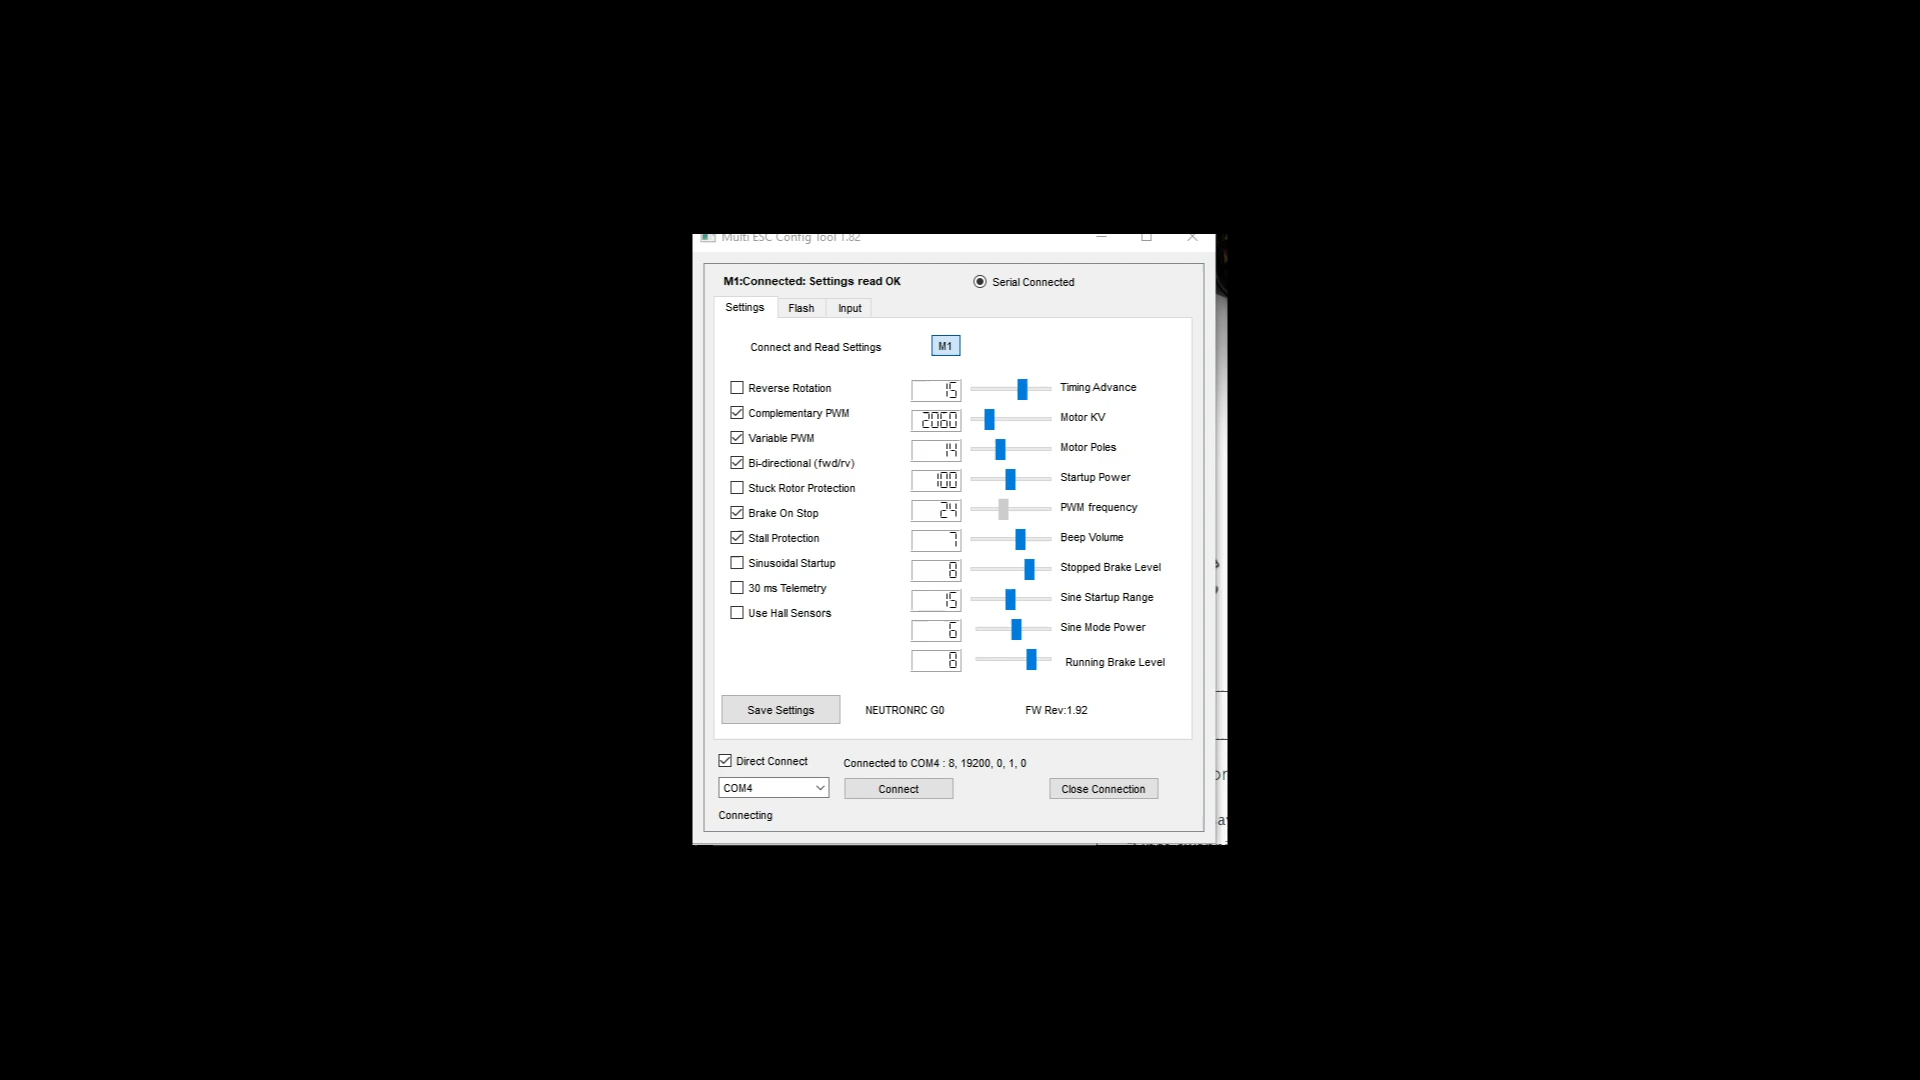 Multi ESC Config Tool 1.82
M1:Connected: Settings read OK
Serial Connected
Settings
Flash
Input
Connect and Read Settings
M1
Reverse Rotation
Complementary PWM
Variable PWM
Bi-directional (fwd/rv)
Stuck Rotor Protection
Brake On Stop
Stall Protection
Sinusoidal Startup
30 ms Telemetry
Use Hall Sensors
15 Timing Advance
2060 Motor KV
14 Motor Poles
100 Startup Power
24 PWM frequency
7 Beep Volume
8 Stopped Brake Level
15 Sine Startup Range
6 Sine Mode Power
8 Running Brake Level
Save Settings
NEUTRONRC G0
FW Rev:1.92
Direct Connect
Connected to COM4 : 8, 19200, 0, 1, 0
COM4
Connect
Close Connection
Connecting